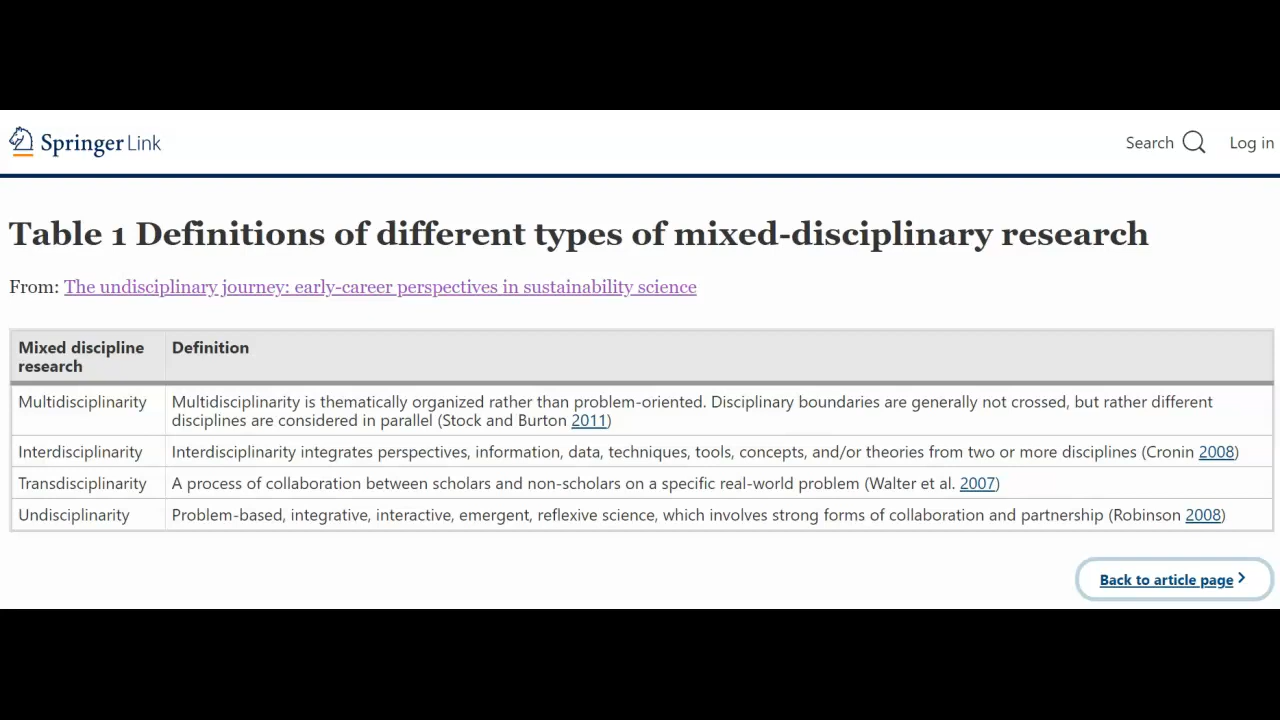 Springer Link
Search
Log in
Table 1 Definitions of different types of mixed-disciplinary research
From: The undisciplinary journey: early-career perspectives in sustainability science
Mixed discipline
research
Definition
Multidisciplinarity
Multidisciplinarity is thematically organized rather than problem-oriented. Disciplinary boundaries are generally not crossed, but rather different
disciplines are considered in parallel (Stock and Burton 2011)
Interdisciplinarity
Interdisciplinarity integrates perspectives, information, data, techniques, tools, concepts, and/or theories from two or more disciplines (Cronin 2008)
Transdisciplinarity
A process of collaboration between scholars and non-scholars on a specific real-world problem (Walter et al. 2007)
Undisciplinarity
Problem-based, integrative, interactive, emergent, reflexive science, which involves strong forms of collaboration and partnership (Robinson 2008)
Back to article page